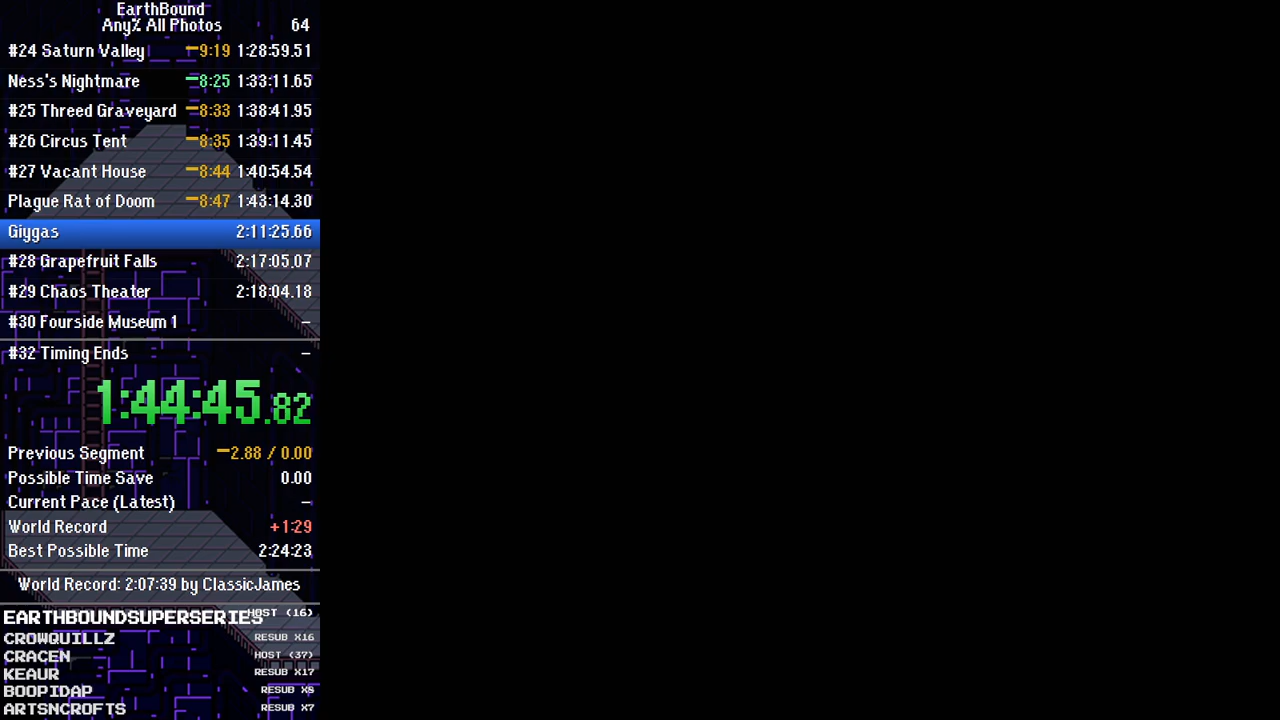 EarthBound
Any% All Photos 64
#24 Saturn Valley −9:19 1:28:59.51
Ness's Nightmare −8:25 1:33:11.65
#25 Threed Graveyard −8:33 1:38:41.95
#26 Circus Tent −8:35 1:39:11.45
#27 Vacant House −8:44 1:40:54.54
Plague Rat of Doom −8:47 1:43:14.30
Giygas 2:11:25.66
#28 Grapefruit Falls 2:17:05.07
#29 Chaos Theater 2:18:04.18
#30 Fourside Museum 1 –
#32 Timing Ends –
1:44:45.82
Previous Segment −2.88 / 0.00
Possible Time Save 0.00
Current Pace (Latest) –
World Record +1:29
Best Possible Time 2:24:23
World Record: 2:07:39 by ClassicJames
EARTHBOUNDSUPERSERIES HOST (16)
CROWQUILLZ RESUB X16
CRACEN HOST (37)
KEAUR RESUB X17
BOOPIDAP RESUB X8
ARTSNCROFTS RESUB X7